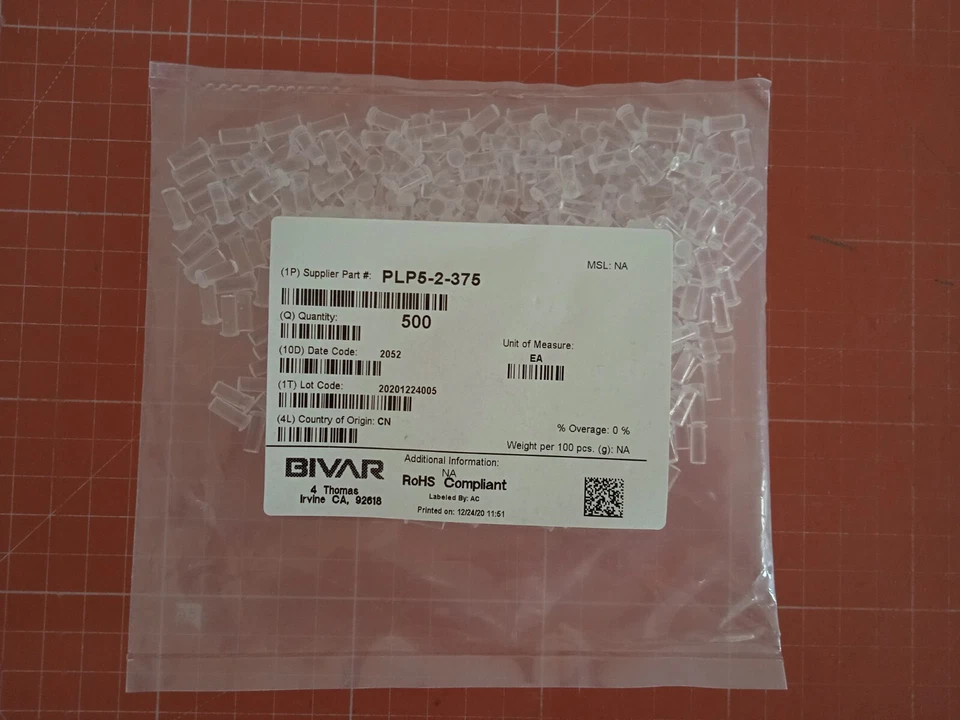 MSL: NA
(1P) Supplier Part #: PLP5-2-375
(Q) Quantity: 500
Unit of Measure:
EA
(10D) Date Code: 2052
(1T) Lot Code: 20201224005
(4L) Country of Origin: CN
% Overage: 0 %
Weight per 100 pcs. (g): NA
BIVAR
4 Thomas
Irvine CA, 92618
Additional Information:
NA
RoHS Compliant
Labeled By: AC
Printed on: 12/24/20 11:51